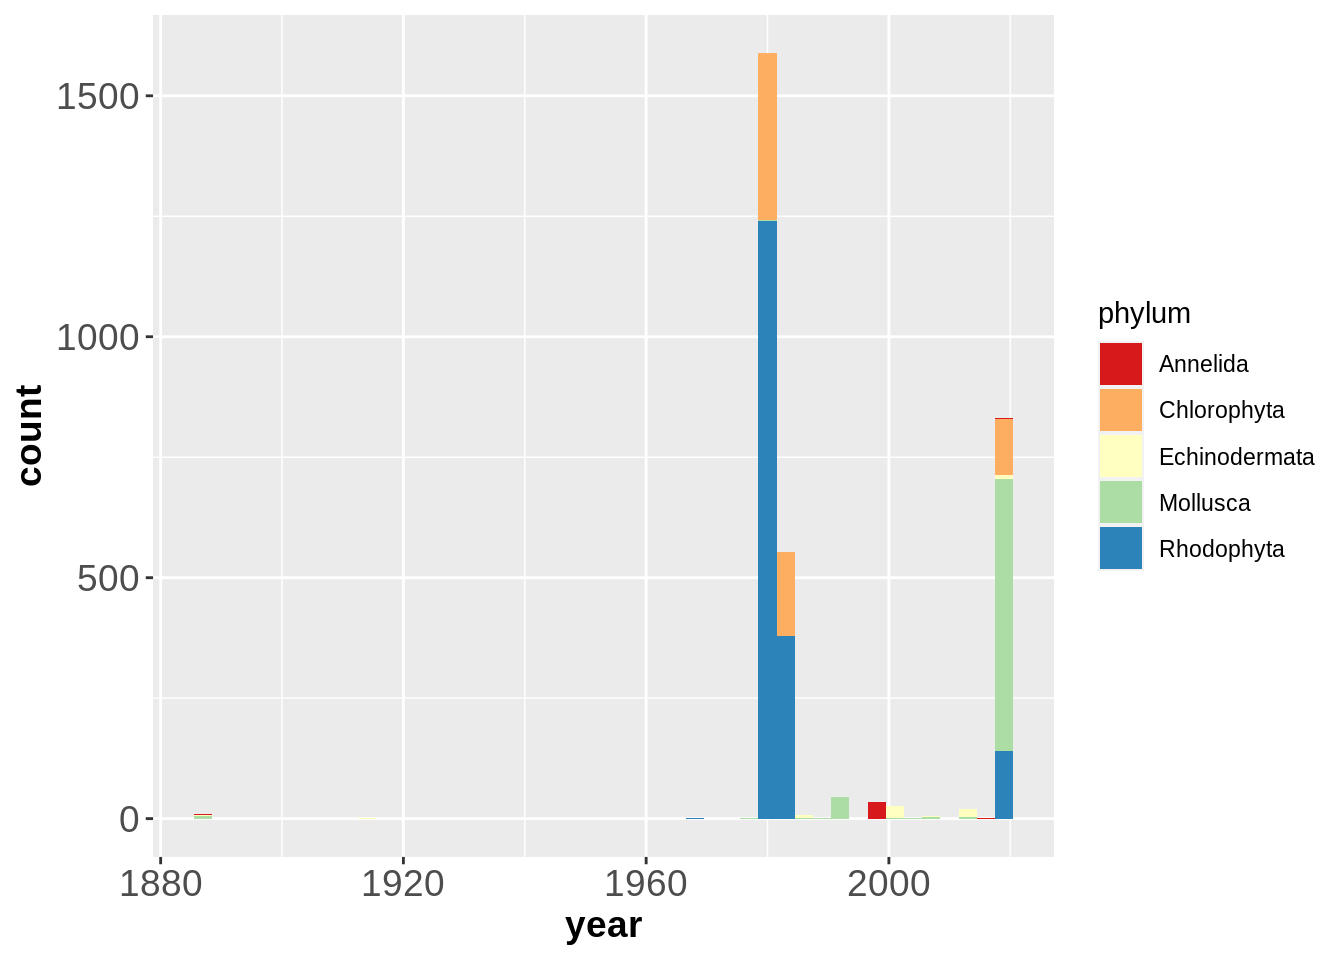 1500
1000
500
0
count
1880 1920 1960 2000
year
phylum
Annelida
Chlorophyta
Echinodermata
Mollusca
Rhodophyta